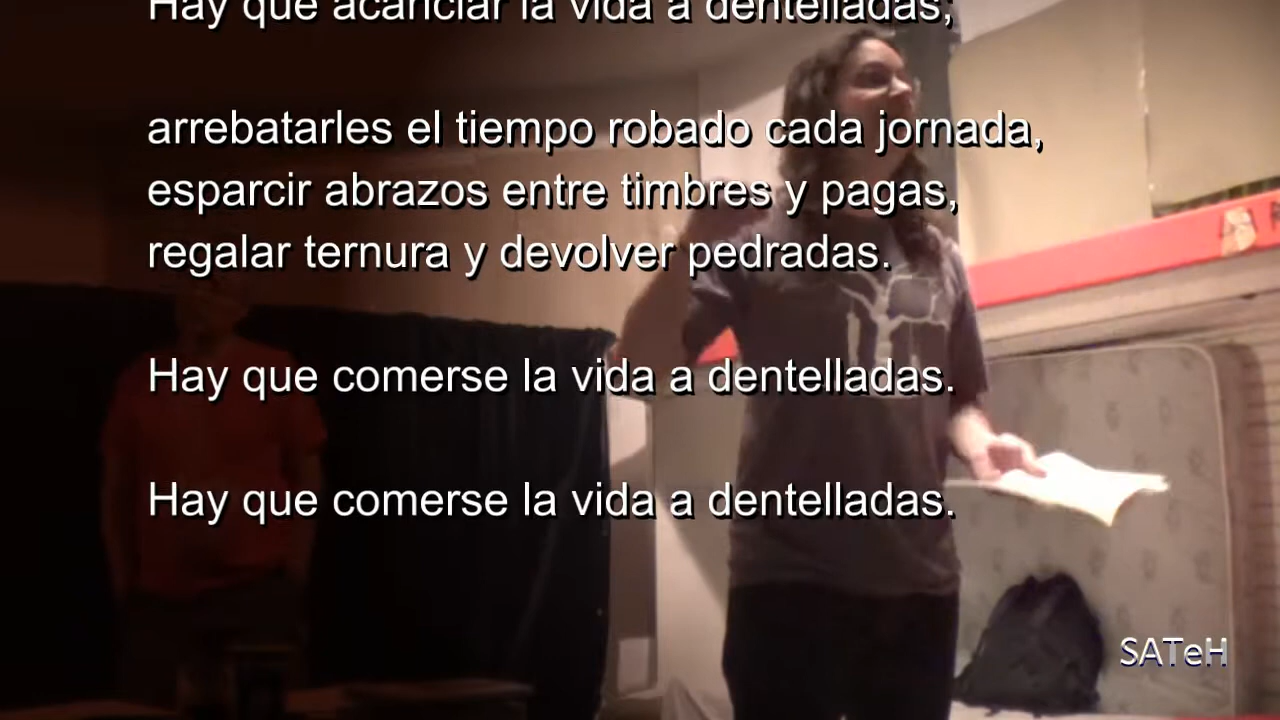 Hay que acariciar la vida a dentelladas,
arrebatarles el tiempo robado cada jornada,
esparcir abrazos entre timbres y pagas,
regalar ternura y devolver pedradas.
Hay que comerse la vida a dentelladas.
Hay que comerse la vida a dentelladas.
SATeH